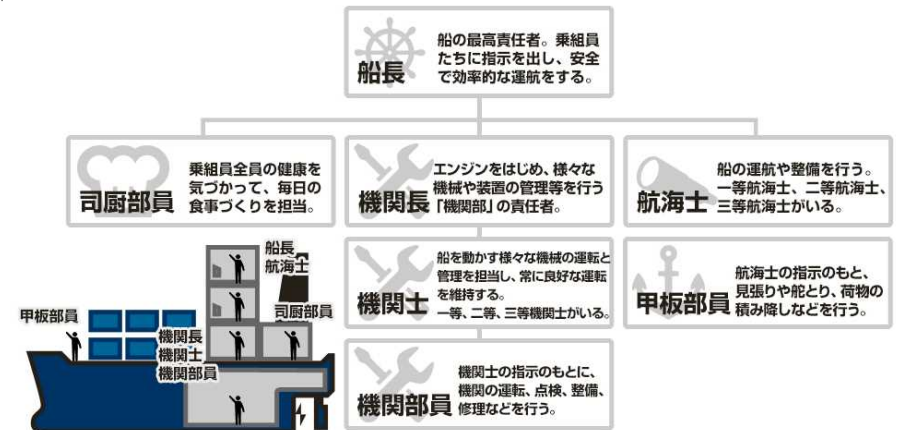 船長
船の最高責任者。乗組員
たちに指示を出し、安全
で効率的な運航をする。
司厨部員
乗組員全員の健康を
気づかって、毎日の
食事づくりを担当。
機関長
エンジンをはじめ、様々な
機械や装置の管理等を行う
「機関部」の責任者。
航海士
船の運航や整備を行う。
一等航海士、二等航海士、
三等航海士がいる。
機関士
船を動かす様々な機械の運転と
管理を担当し、常に良好な運転
を維持する。
一等、二等、三等機関士がいる。
甲板部員
航海士の指示のもと、
見張りや舵とり、荷物の
積み降しなどを行う。
機関部員
機関士の指示のもとに、
機関の運転、点検、整備、
修理などを行う。
船長
航海士
司厨部員
甲板部員
機関長
機関士
機関部員